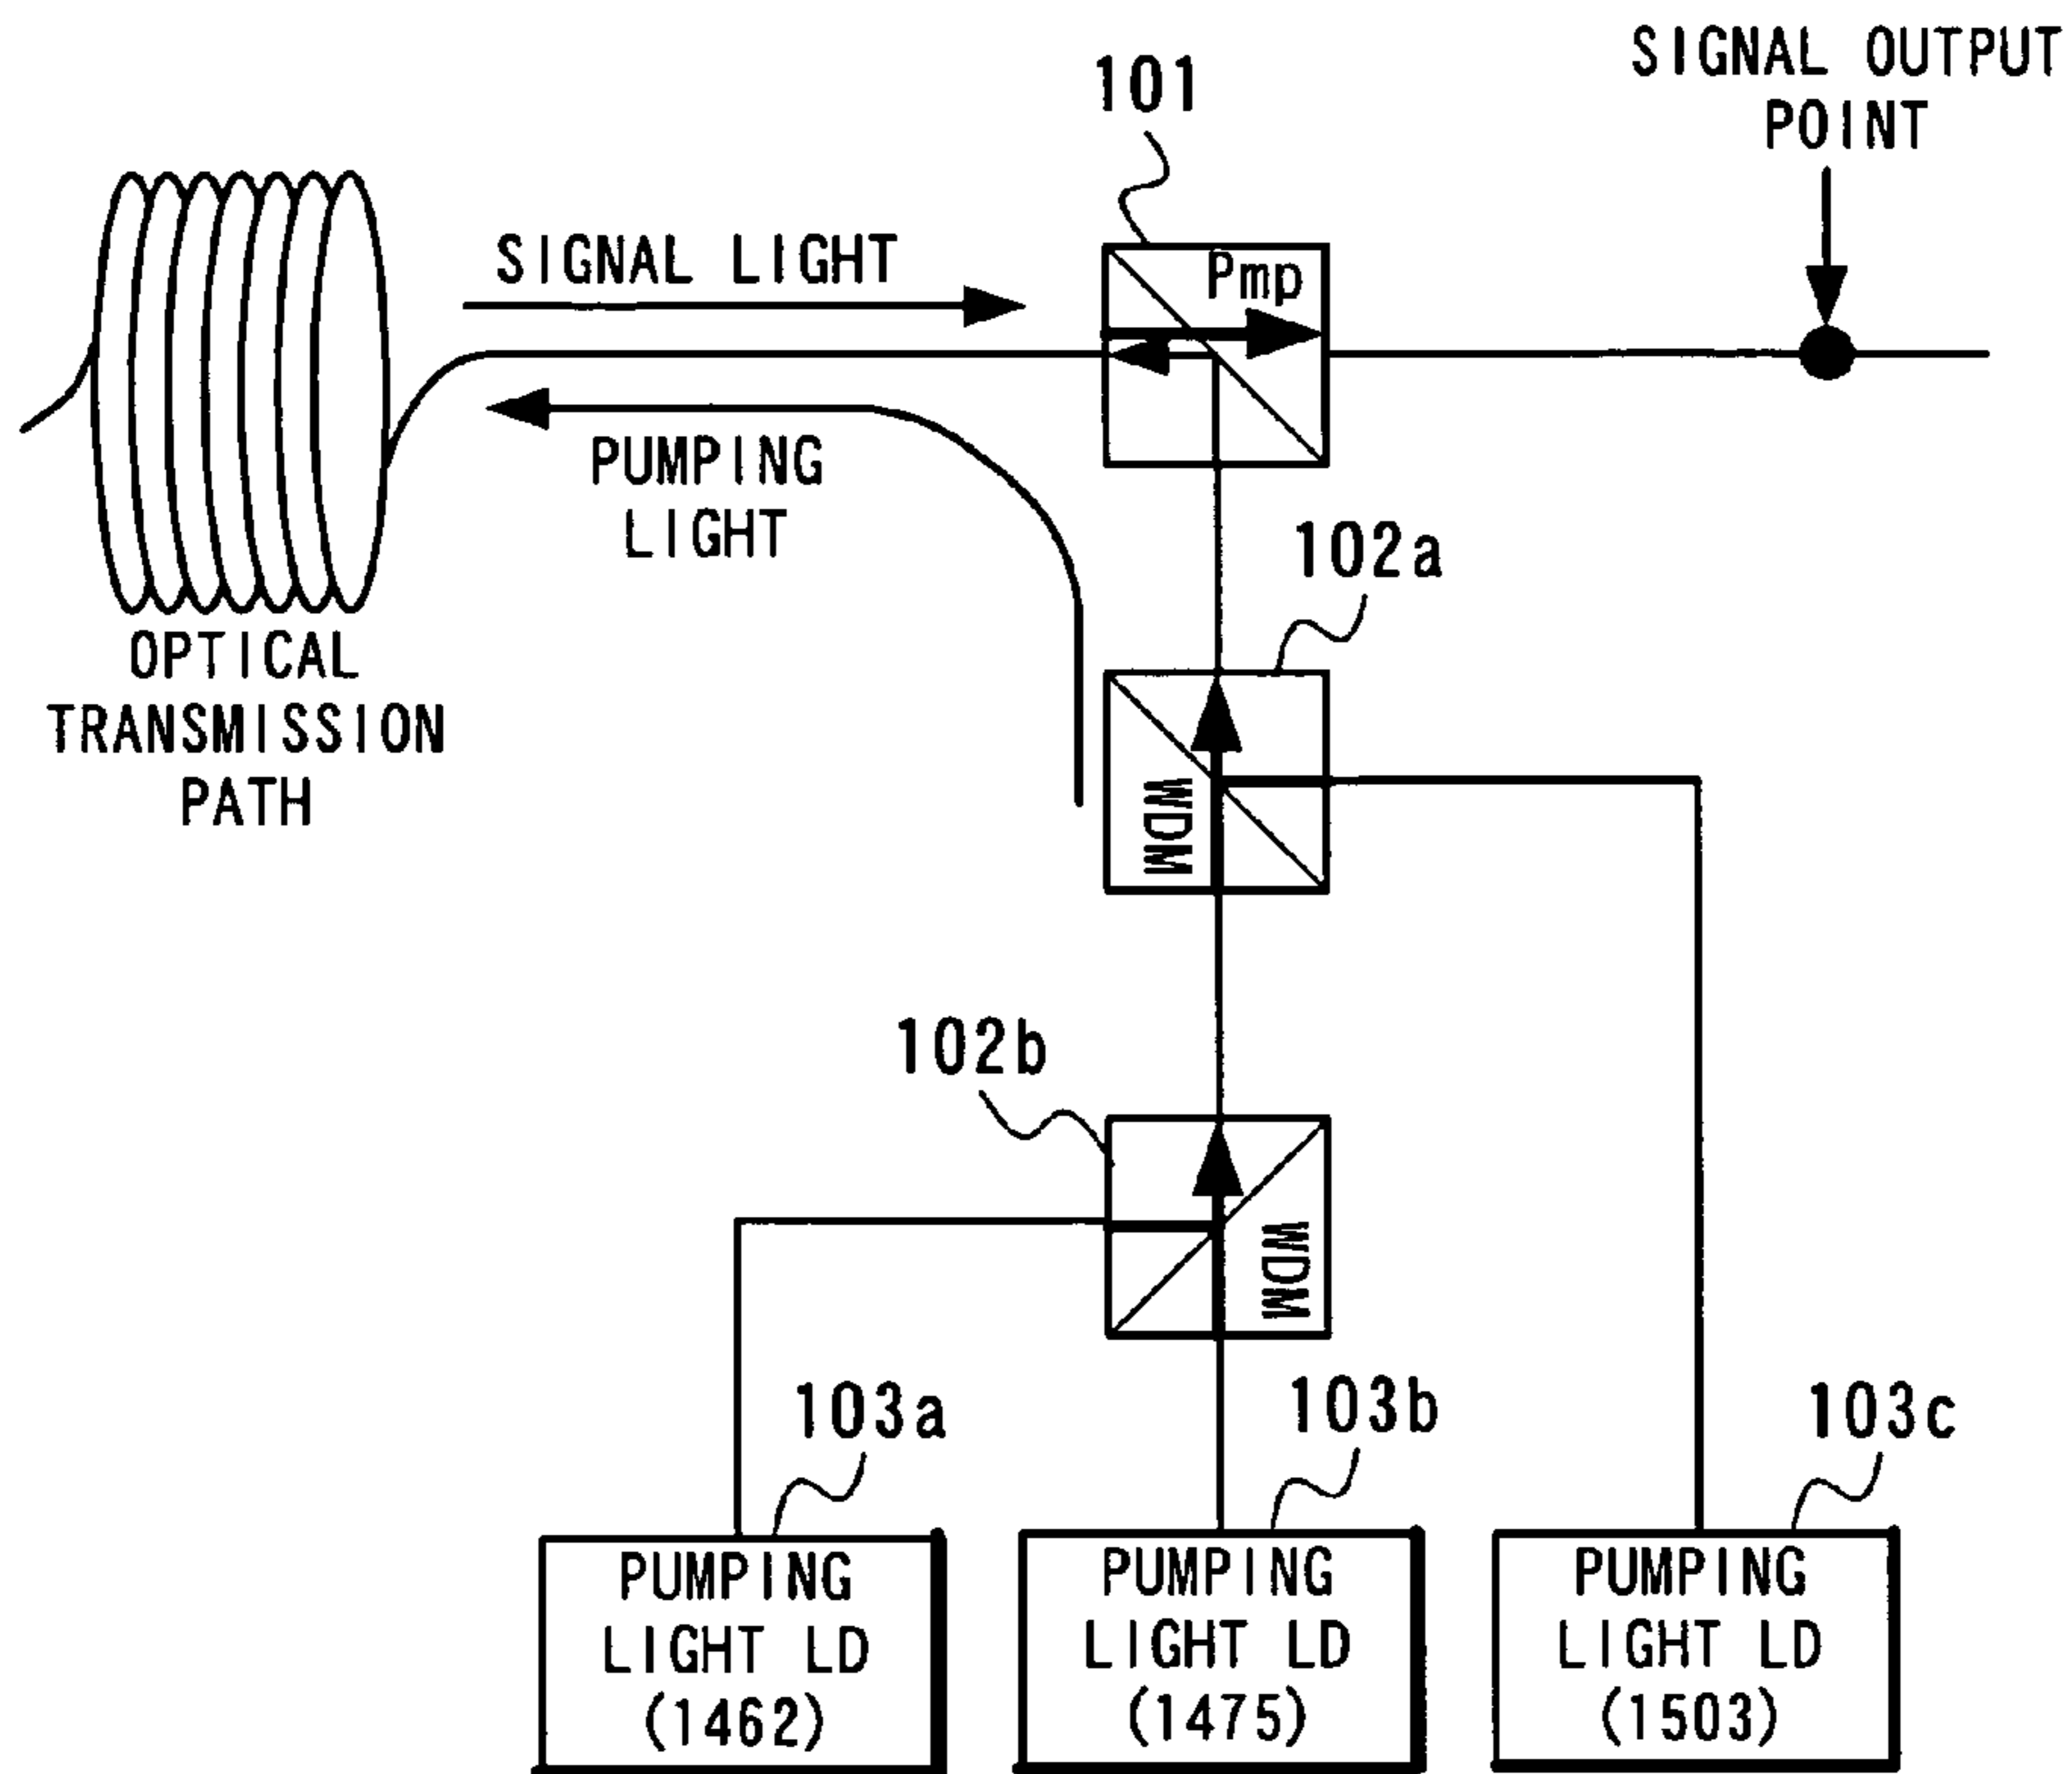 SIGNAL OUTPUT
POINT
101
SIGNAL LIGHT
Pmp
PUMPING
LIGHT
OPTICAL
TRANSMISSION
PATH
102a
WDM
102b
WDM
103a
103b
103c
PUMPING
LIGHT LD
(1462)
PUMPING
LIGHT LD
(1475)
PUMPING
LIGHT LD
(1503)